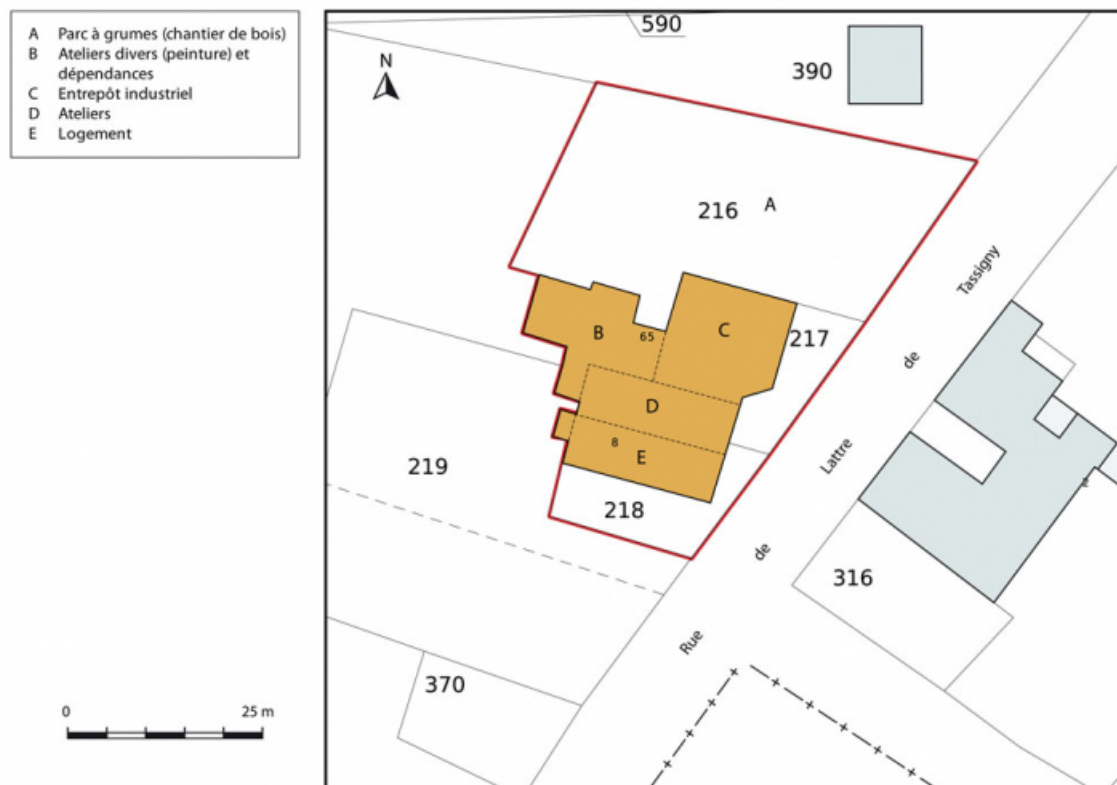 A Parc à grumes (chantier de bois)
B Ateliers divers (peinture) et
dépendances
C Entrepôt industriel
D Ateliers
E Logement
590
390
N
216 A
217
B
65
C
D
8
E
219
218
Tassigny
de
Lattre
de
Rue
316
370
0 25 m